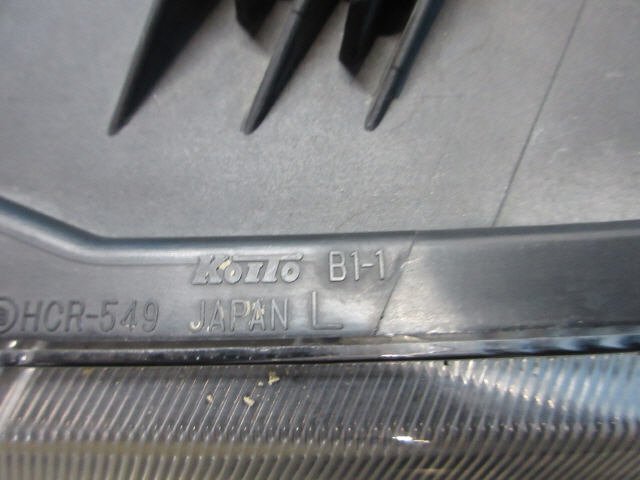 KOITO B1-1
HCR-549 JAPAN L